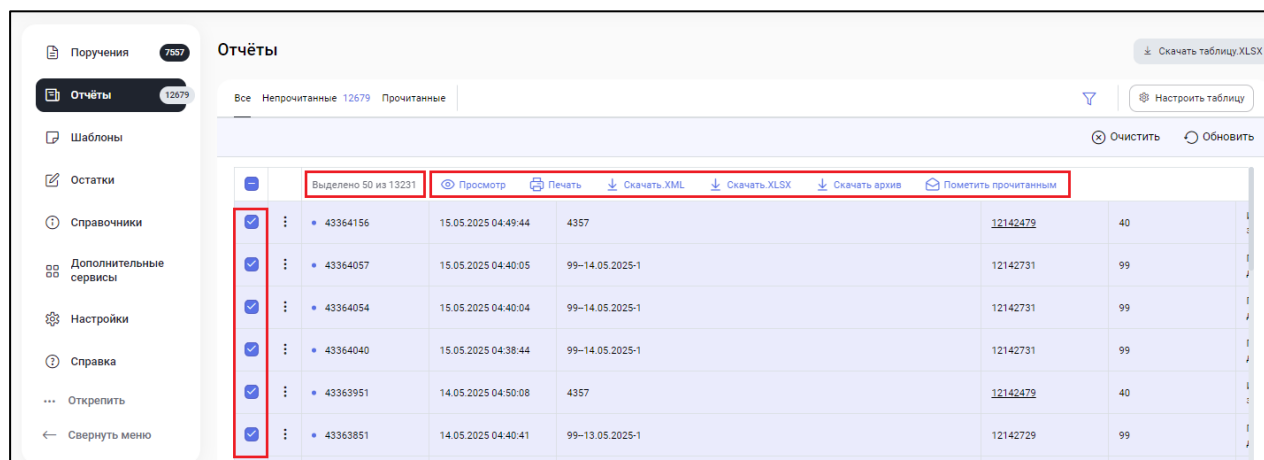 Поручения 7557
Отчёты 12679
Шаблоны
Остатки
Справочники
Дополнительные
сервисы
Настройки
Справка
Открепить
Свернуть меню
Отчёты
Скачать таблицу.XLSX
Все Непрочитанные 12679 Прочитанные
Настроить таблицу
Очистить Обновить
Выделено 50 из 13231 Просмотр Печать Скачать.XML Скачать.XLSX Скачать архив Пометить прочитанным
43364156 15.05.2025 04:49:44 4357 12142479 40
43364057 15.05.2025 04:40:05 99--14.05.2025-1 12142731 99
43364054 15.05.2025 04:40:04 99--14.05.2025-1 12142731 99
43364040 15.05.2025 04:38:44 99--14.05.2025-1 12142731 99
43363951 14.05.2025 04:50:08 4357 12142479 40
43363851 14.05.2025 04:40:41 99--13.05.2025-1 12142729 99